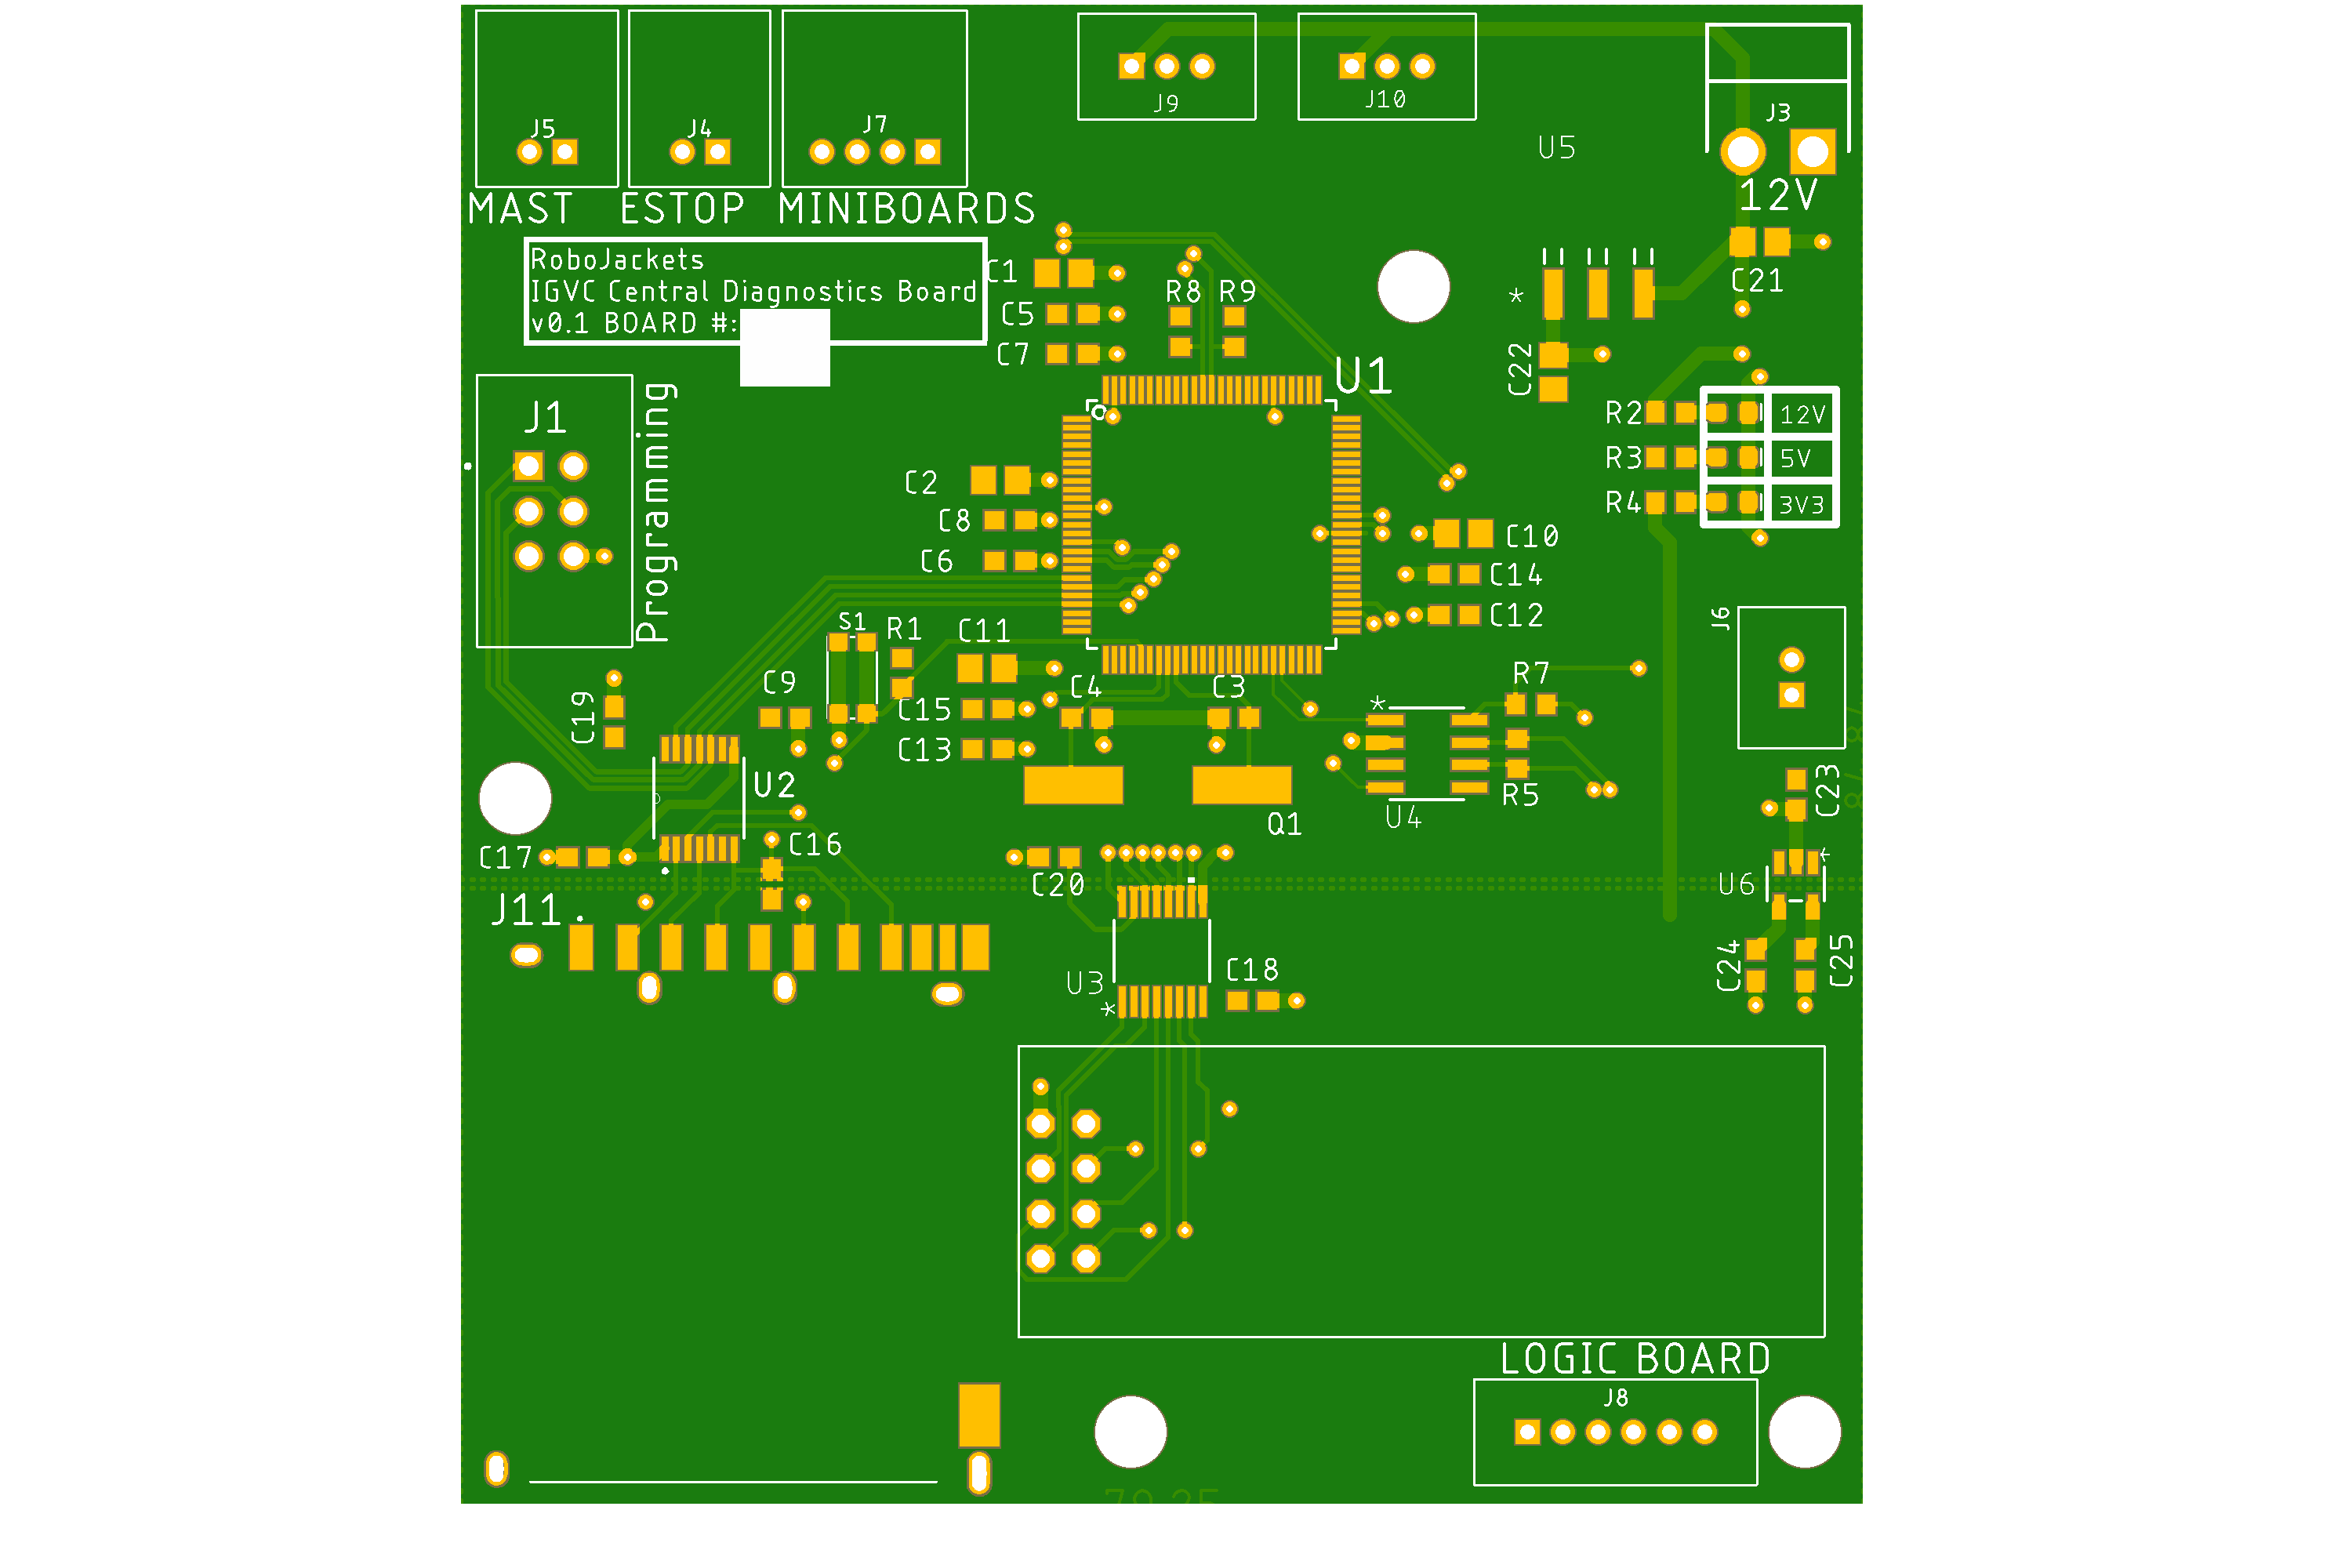 J5
J4
J7
J9
J10
J3
U5
MAST
ESTOP
MINIBOARDS
12V
RoboJackets
IGVC Central Diagnostics Board
v0.1 BOARD #:
C1
C5
C7
R8
R9
*
C21
C22
U1
J1
Programming
R2
12V
R3
5V
R4
3V3
C2
C8
C6
C10
C14
C12
J6
S1
R1
C11
C9
C4
C3
R7
C19
C15
C13
*
U2
R5
U4
Q1
C23
C17
C16
C20
U6
J11
U3
*
C18
C24
C25
LOGIC BOARD
J8
79.25